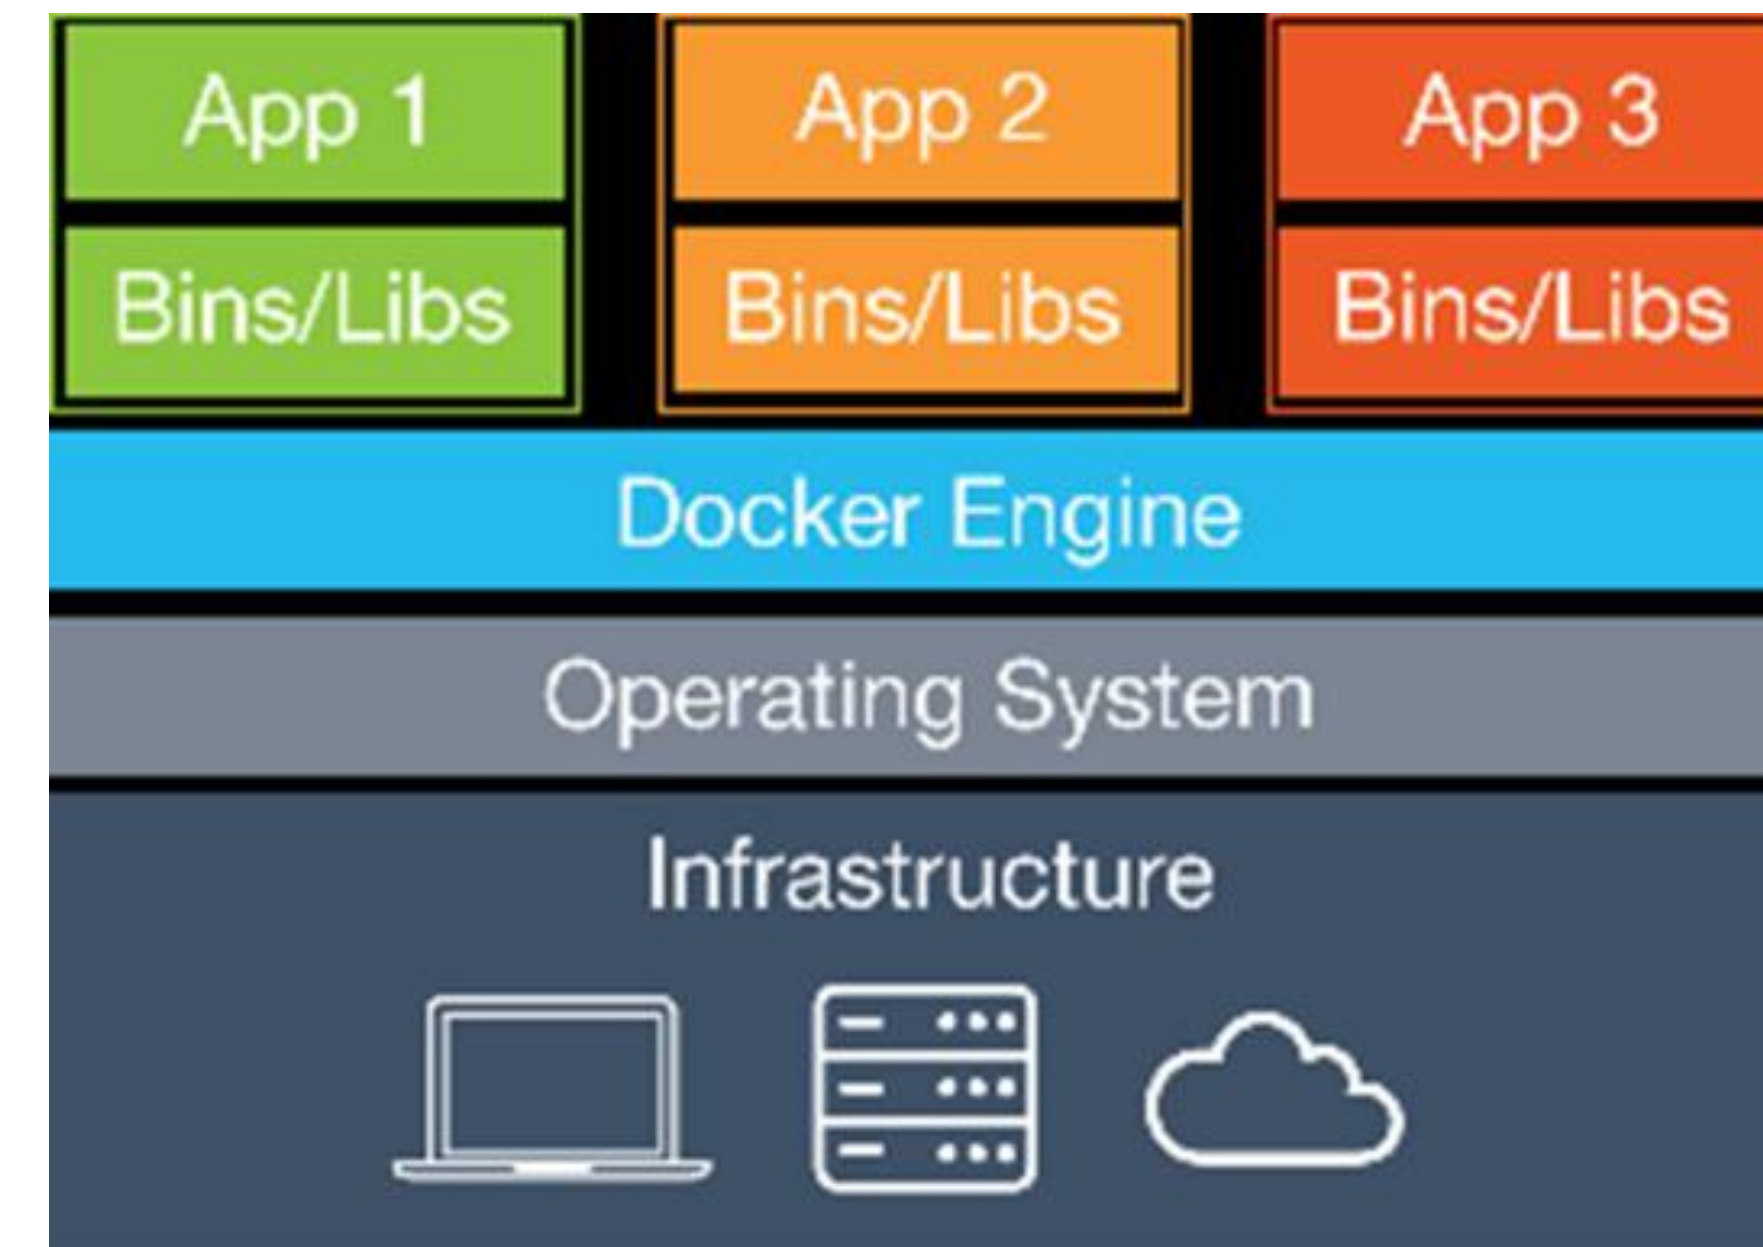 App 1
App 2
App 3
Bins/Libs
Bins/Libs
Bins/Libs
Docker Engine
Operating System
Infrastructure